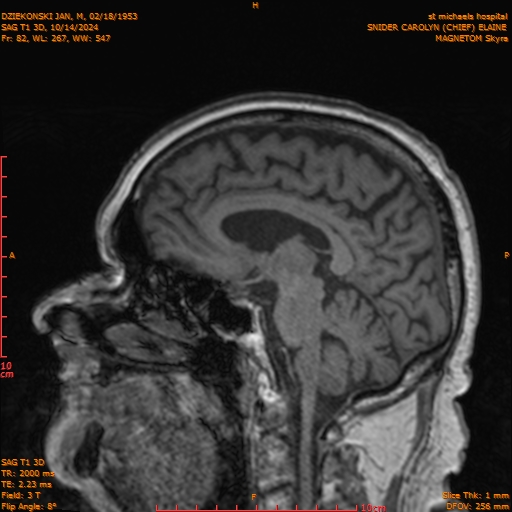 H
DZIEKONSKI JAN, M, 02/18/1953
SAG T1 3D, 10/14/2024
Fr: 82, WL: 267, WW: 547
st michaels hospital
SNIDER CAROLYN (CHIEF) ELAINE
MAGNETOM Skyra
A
P
10
cm
SAG T1 3D
TR: 2000 ms
TE: 2.23 ms
Field: 3 T
Flip Angle: 8°
F
10cm
Slice Thk: 1 mm
DFOV: 256 mm